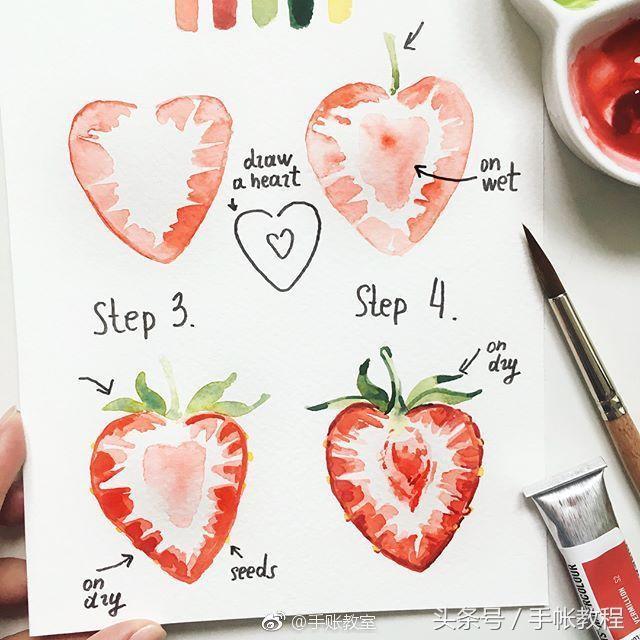 draw
a heart
on
wet
Step 3.
Step 4.
on
dry
seeds
on
dry
VERMILLION
@手账教室
头条号 / 手帐教程